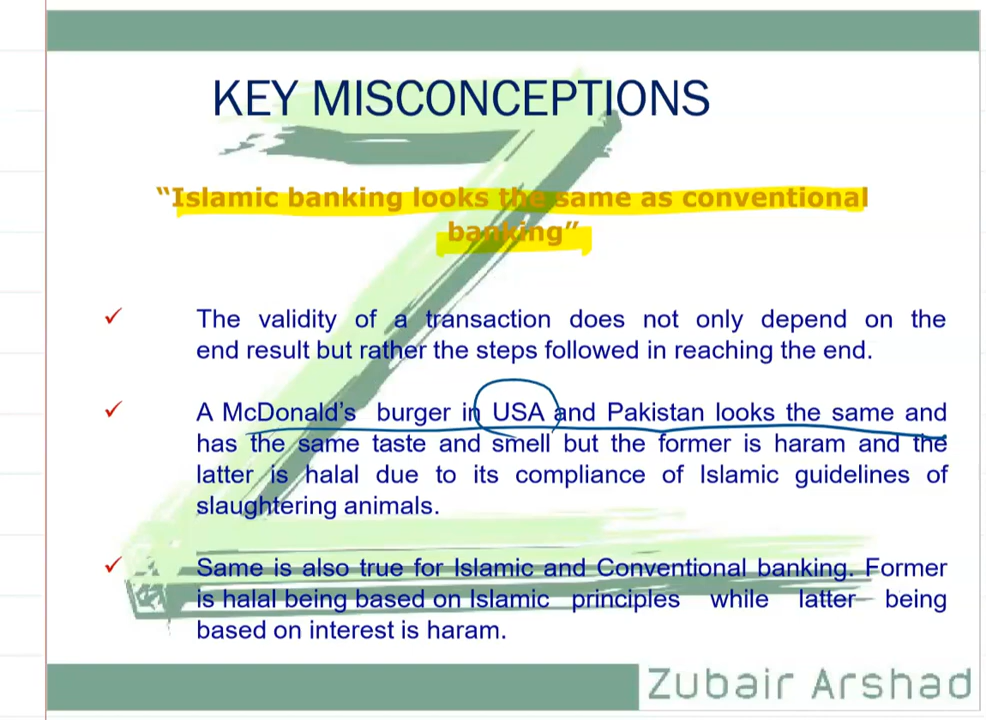 KEY MISCONCEPTIONS
“Islamic banking looks the same as conventional
banking”
✓ The validity of a transaction does not only depend on the
end result but rather the steps followed in reaching the end.
✓ A McDonald’s burger in USA and Pakistan looks the same and
has the same taste and smell but the former is haram and the
latter is halal due to its compliance of Islamic guidelines of
slaughtering animals.
✓ Same is also true for Islamic and Conventional banking. Former
is halal being based on Islamic principles while latter being
based on interest is haram.
Zubair Arshad